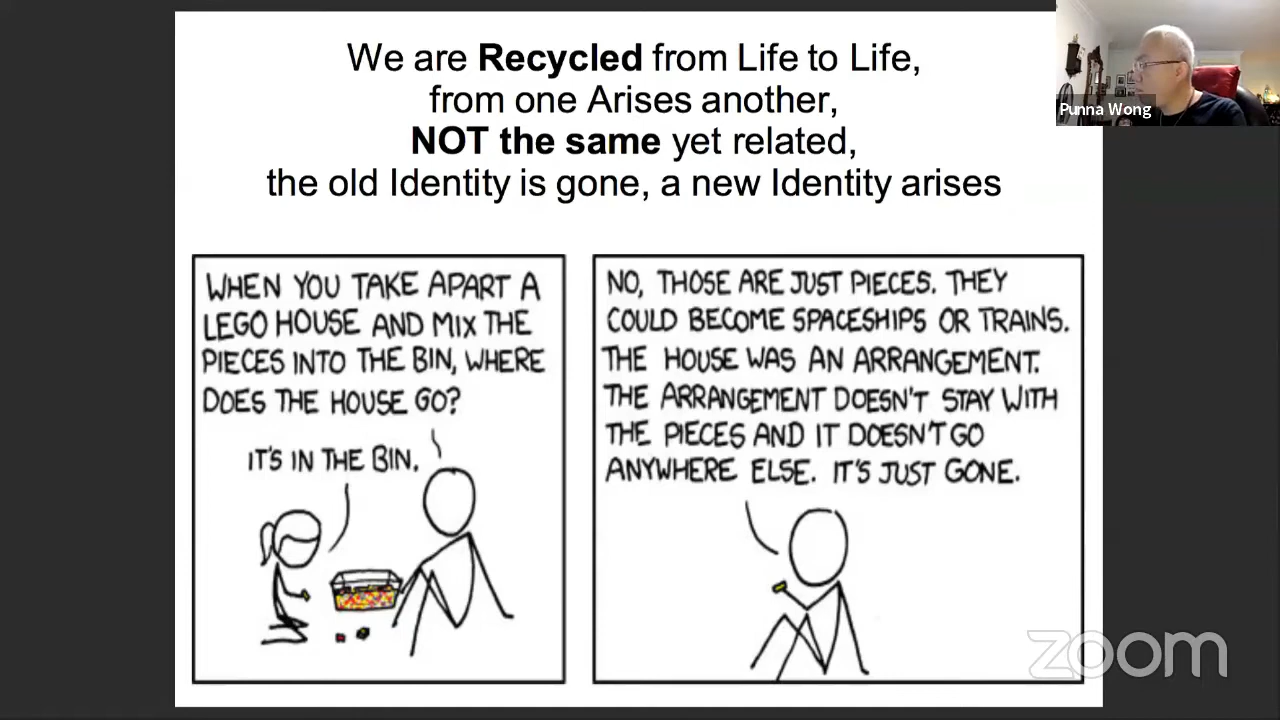 We are Recycled from Life to Life,
from one Arises another,
NOT the same yet related,
the old Identity is gone, a new Identity arises
Punna Wong
WHEN YOU TAKE APART A
LEGO HOUSE AND MIX THE
PIECES INTO THE BIN, WHERE
DOES THE HOUSE GO?
IT'S IN THE BIN.
NO, THOSE ARE JUST PIECES. THEY
COULD BECOME SPACESHIPS OR TRAINS.
THE HOUSE WAS AN ARRANGEMENT.
THE ARRANGEMENT DOESN'T STAY WITH
THE PIECES AND IT DOESN'T GO
ANYWHERE ELSE. IT'S JUST GONE.
zoom